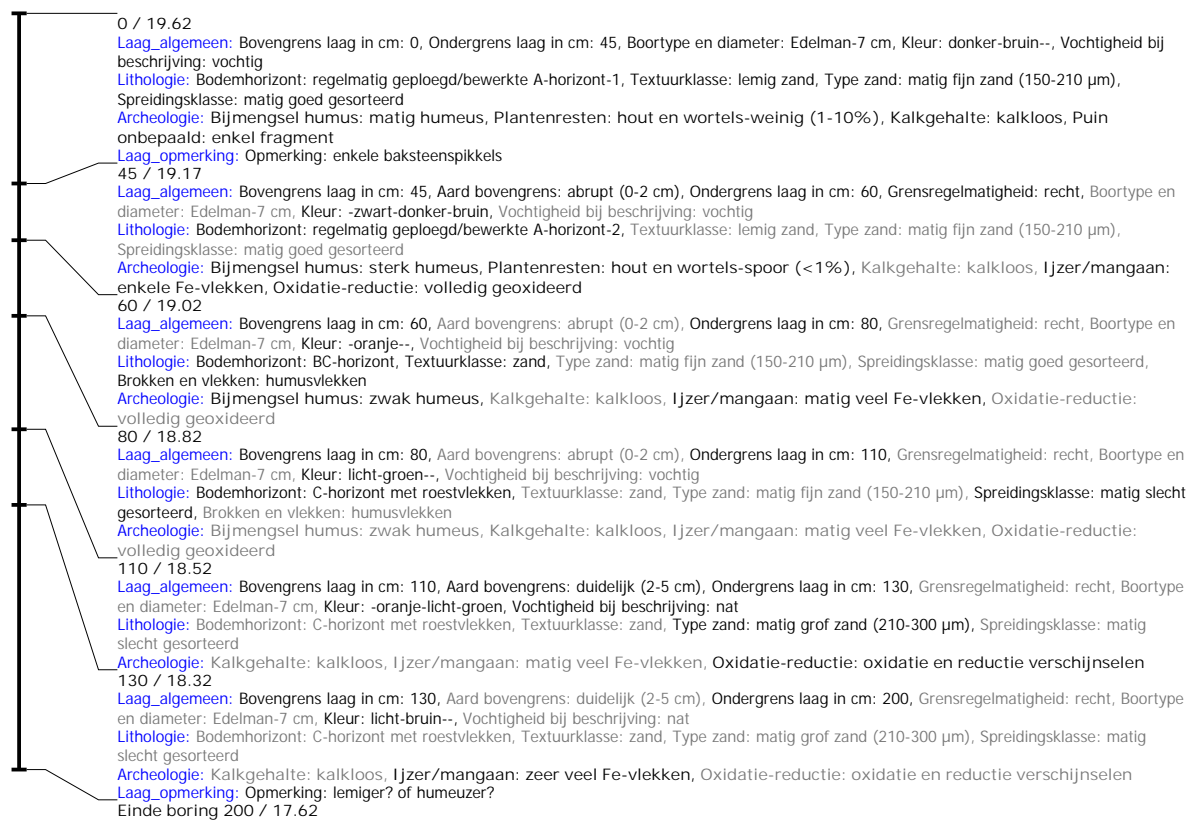 0 / 19.62
Laag_algemeen: Bovengrens laag in cm: 0, Ondergrens laag in cm: 45, Boortype en diameter: Edelman-7 cm, Kleur: donker-bruin--, Vochtigheid bij
beschrijving: vochtig
Lithologie: Bodemhorizont: regelmatig geploegd/bewerkte A-horizont-1, Textuurklasse: lemig zand, Type zand: matig fijn zand (150-210 µm),
Spreidingsklasse: matig goed gesorteerd
Archeologie: Bijmengsel humus: matig humeus, Plantenresten: hout en wortels-weinig (1-10%), Kalkgehalte: kalkloos, Puin
onbepaald: enkel fragment
Laag_opmerking: Opmerking: enkele baksteenspikkels
45 / 19.17
Laag_algemeen: Bovengrens laag in cm: 45, Aard bovengrens: abrupt (0-2 cm), Ondergrens laag in cm: 60, Grensregelmatigheid: recht, Boortype en
diameter: Edelman-7 cm, Kleur: -zwart-donker-bruin, Vochtigheid bij beschrijving: vochtig
Lithologie: Bodemhorizont: regelmatig geploegd/bewerkte A-horizont-2, Textuurklasse: lemig zand, Type zand: matig fijn zand (150-210 µm),
Spreidingsklasse: matig goed gesorteerd
Archeologie: Bijmengsel humus: sterk humeus, Plantenresten: hout en wortels-spoor (<1%), Kalkgehalte: kalkloos, Ijzer/mangaan:
enkele Fe-vlekken, Oxidatie-reductie: volledig geoxideerd
60 / 19.02
Laag_algemeen: Bovengrens laag in cm: 60, Aard bovengrens: abrupt (0-2 cm), Ondergrens laag in cm: 80, Grensregelmatigheid: recht, Boortype en
diameter: Edelman-7 cm, Kleur: -oranje--, Vochtigheid bij beschrijving: vochtig
Lithologie: Bodemhorizont: BC-horizont, Textuurklasse: zand, Type zand: matig fijn zand (150-210 µm), Spreidingsklasse: matig goed gesorteerd,
Brokken en vlekken: humusvlekken
Archeologie: Bijmengsel humus: zwak humeus, Kalkgehalte: kalkloos, Ijzer/mangaan: matig veel Fe-vlekken, Oxidatie-reductie:
volledig geoxideerd
80 / 18.82
Laag_algemeen: Bovengrens laag in cm: 80, Aard bovengrens: abrupt (0-2 cm), Ondergrens laag in cm: 110, Grensregelmatigheid: recht, Boortype en
diameter: Edelman-7 cm, Kleur: licht-groen--, Vochtigheid bij beschrijving: vochtig
Lithologie: Bodemhorizont: C-horizont met roestvlekken, Textuurklasse: zand, Type zand: matig fijn zand (150-210 µm), Spreidingsklasse: matig slecht
gesorteerd, Brokken en vlekken: humusvlekken
Archeologie: Bijmengsel humus: zwak humeus, Kalkgehalte: kalkloos, Ijzer/mangaan: matig veel Fe-vlekken, Oxidatie-reductie:
volledig geoxideerd
110 / 18.52
Laag_algemeen: Bovengrens laag in cm: 110, Aard bovengrens: duidelijk (2-5 cm), Ondergrens laag in cm: 130, Grensregelmatigheid: recht, Boortype
en diameter: Edelman-7 cm, Kleur: -oranje-licht-groen, Vochtigheid bij beschrijving: nat
Lithologie: Bodemhorizont: C-horizont met roestvlekken, Textuurklasse: zand, Type zand: matig grof zand (210-300 µm), Spreidingsklasse: matig
slecht gesorteerd
Archeologie: Kalkgehalte: kalkloos, Ijzer/mangaan: matig veel Fe-vlekken, Oxidatie-reductie: oxidatie en reductie verschijnselen
130 / 18.32
Laag_algemeen: Bovengrens laag in cm: 130, Aard bovengrens: duidelijk (2-5 cm), Ondergrens laag in cm: 200, Grensregelmatigheid: recht, Boortype
en diameter: Edelman-7 cm, Kleur: licht-bruin--, Vochtigheid bij beschrijving: nat
Lithologie: Bodemhorizont: C-horizont met roestvlekken, Textuurklasse: zand, Type zand: matig grof zand (210-300 µm), Spreidingsklasse: matig
slecht gesorteerd
Archeologie: Kalkgehalte: kalkloos, Ijzer/mangaan: zeer veel Fe-vlekken, Oxidatie-reductie: oxidatie en reductie verschijnselen
Laag_opmerking: Opmerking: lemiger? of humeuzer?
Einde boring 200 / 17.62